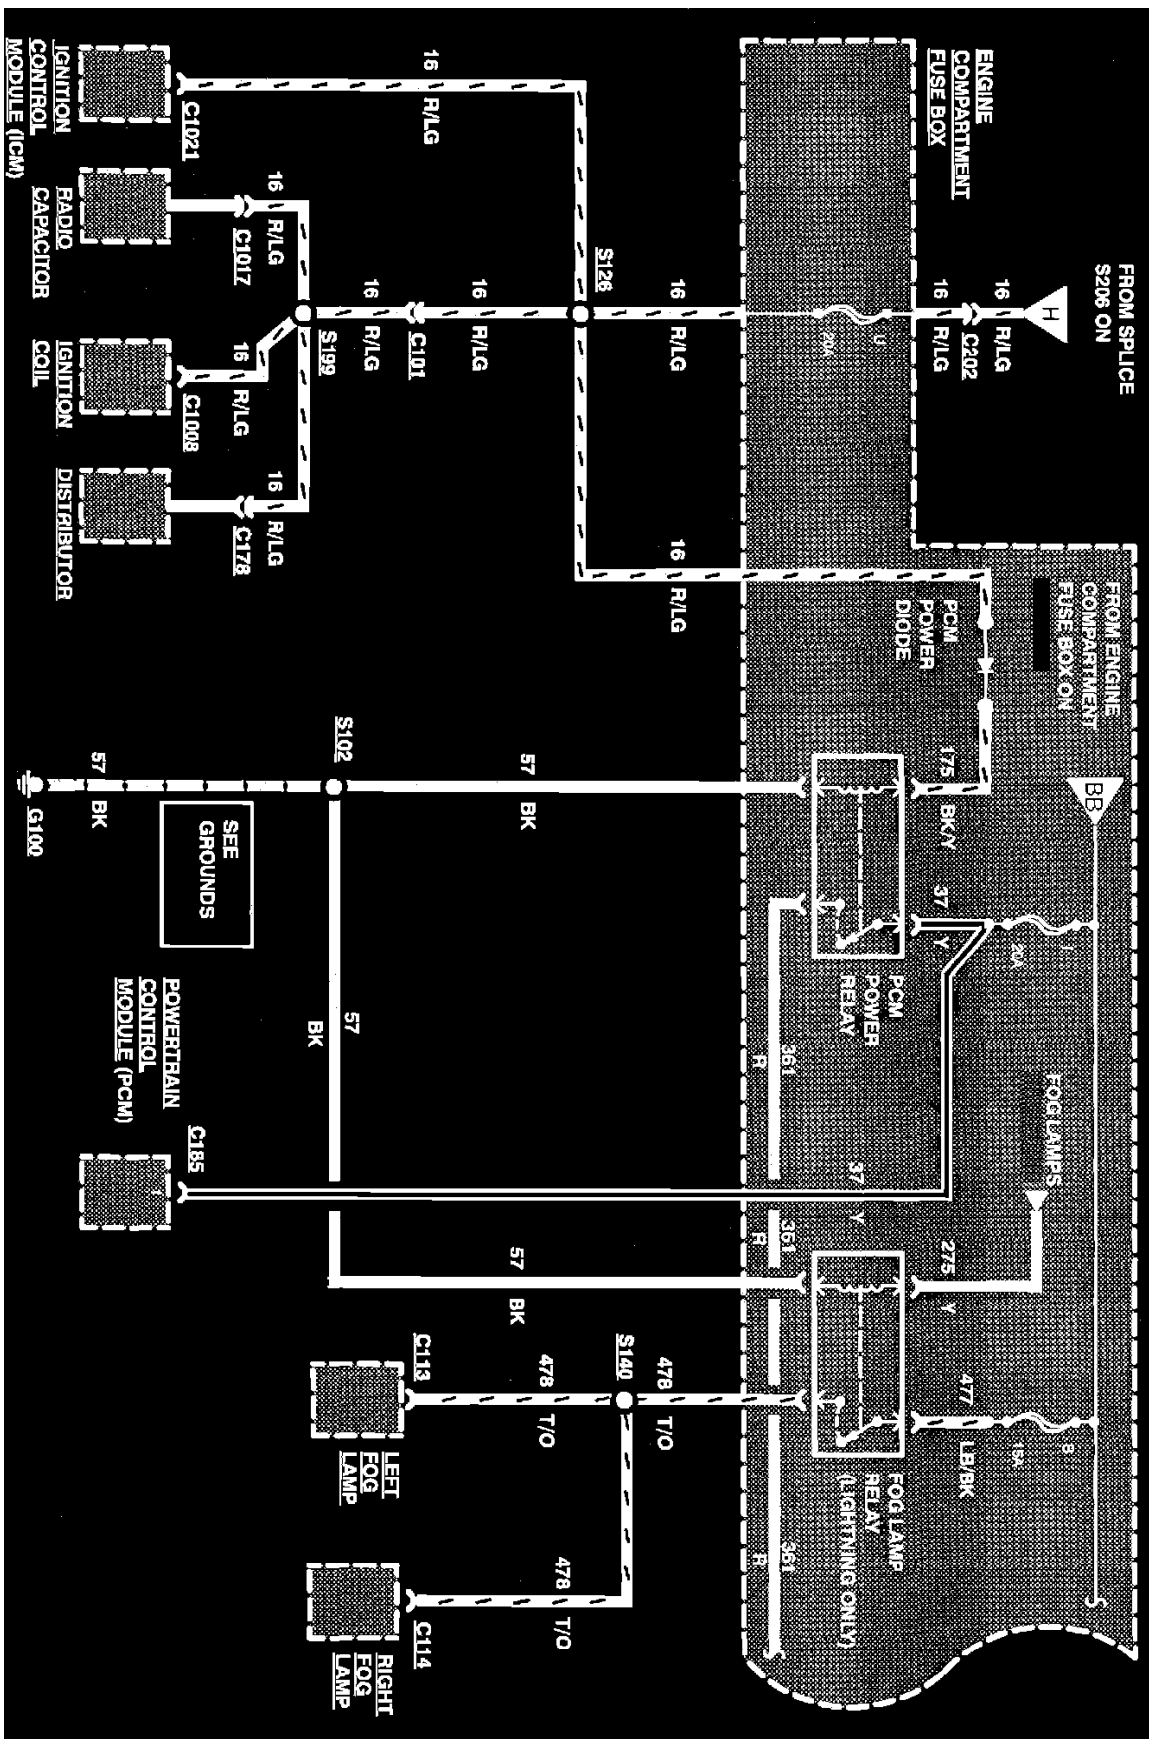 FROM SPLICE
S206 ON
H
16
R/LG
C202
16
R/LG
ENGINE
COMPARTMENT
FUSE BOX
U
20A
16
R/LG
S126
16
R/LG
16
R/LG
C101
16
R/LG
S199
16
R/LG
16
R/LG
C1017
16
R/LG
C1008
16
R/LG
C178
C1021
IGNITION
CONTROL
MODULE (ICM)
RADIO
CAPACITOR
IGNITION
COIL
DISTRIBUTOR
16
R/LG
FROM ENGINE
COMPARTMENT
FUSE BOX ON
PCM
POWER
DIODE
BB
175
BK/Y
37
Y
20A
PCM
POWER
RELAY
FOG LAMPS
275
Y
477
LB/BK
8
15A
FOG LAMP
RELAY
(LIGHTNING ONLY)
361
R
361
R
361
R
37
Y
57
BK
S102
57
BK
57
BK
57
BK
SEE
GROUNDS
G100
POWERTRAIN
CONTROL
MODULE (PCM)
C185
478
T/O
S140
478
T/O
C113
LEFT
FOG
LAMP
478
T/O
C114
RIGHT
FOG
LAMP